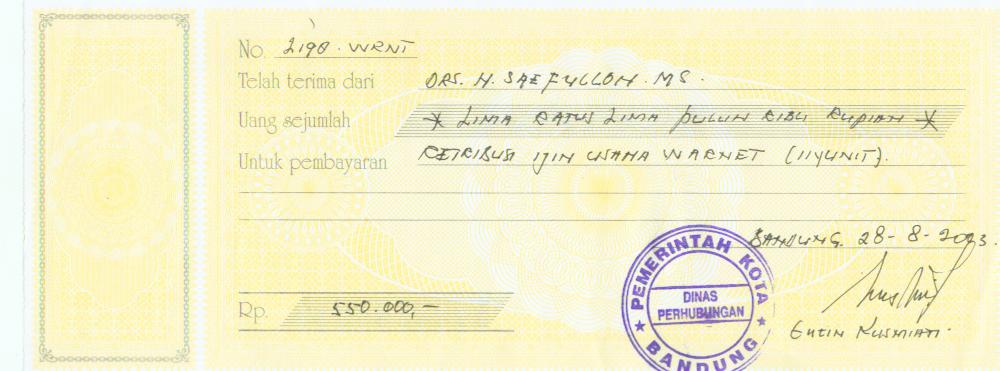 No. 2190. WRNT
Telah terima dari DRS. H. SAEFULLOH. MS.
Uang sejumlah * LIMA RATUS LIMA PULUH RIBU RUPIAH *
Untuk pembayaran RETRIBUSI IJIN USAHA WARNET (11 UNIT).
BANDUNG. 28-8-2003.
PEMERINTAH KOTA
DINAS
PERHUBUNGAN
BANDUNG
Rp. 550.000,-
KUSMIATI.